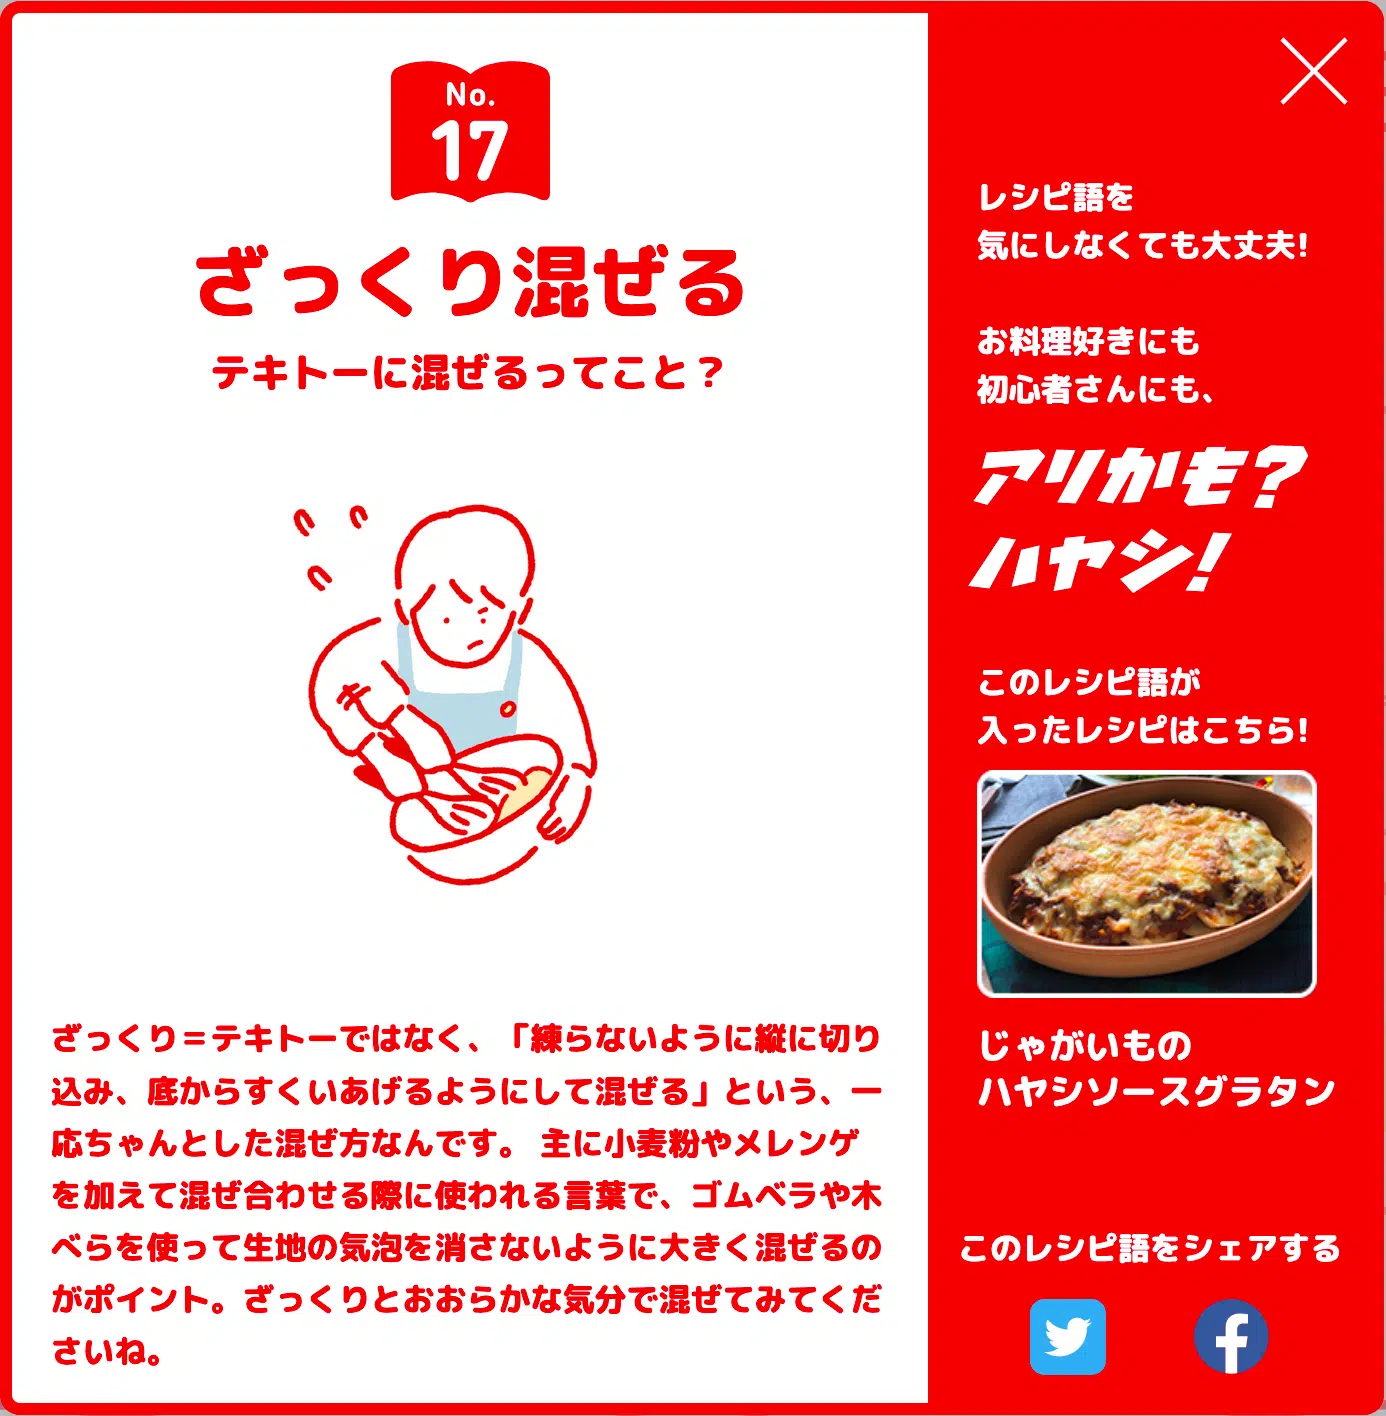 No.
17
ざっくり混ぜる
テキトーに混ぜるってこと？
ざっくり＝テキトーではなく、「練らないように縦に切り
込み、底からすくいあげるようにして混ぜる」という、一
応ちゃんとした混ぜ方なんです。 主に小麦粉やメレンゲ
を加えて混ぜ合わせる際に使われる言葉で、ゴムベラや木
べらを使って生地の気泡を消さないように大きく混ぜるの
がポイント。ざっくりとおおらかな気分で混ぜてみてくだ
さいね。
レシピ語を
気にしなくても大丈夫!
お料理好きにも
初心者さんにも、
アリかも?
ハヤシ!
このレシピ語が
入ったレシピはこちら!
じゃがいもの
ハヤシソースグラタン
このレシピ語をシェアする